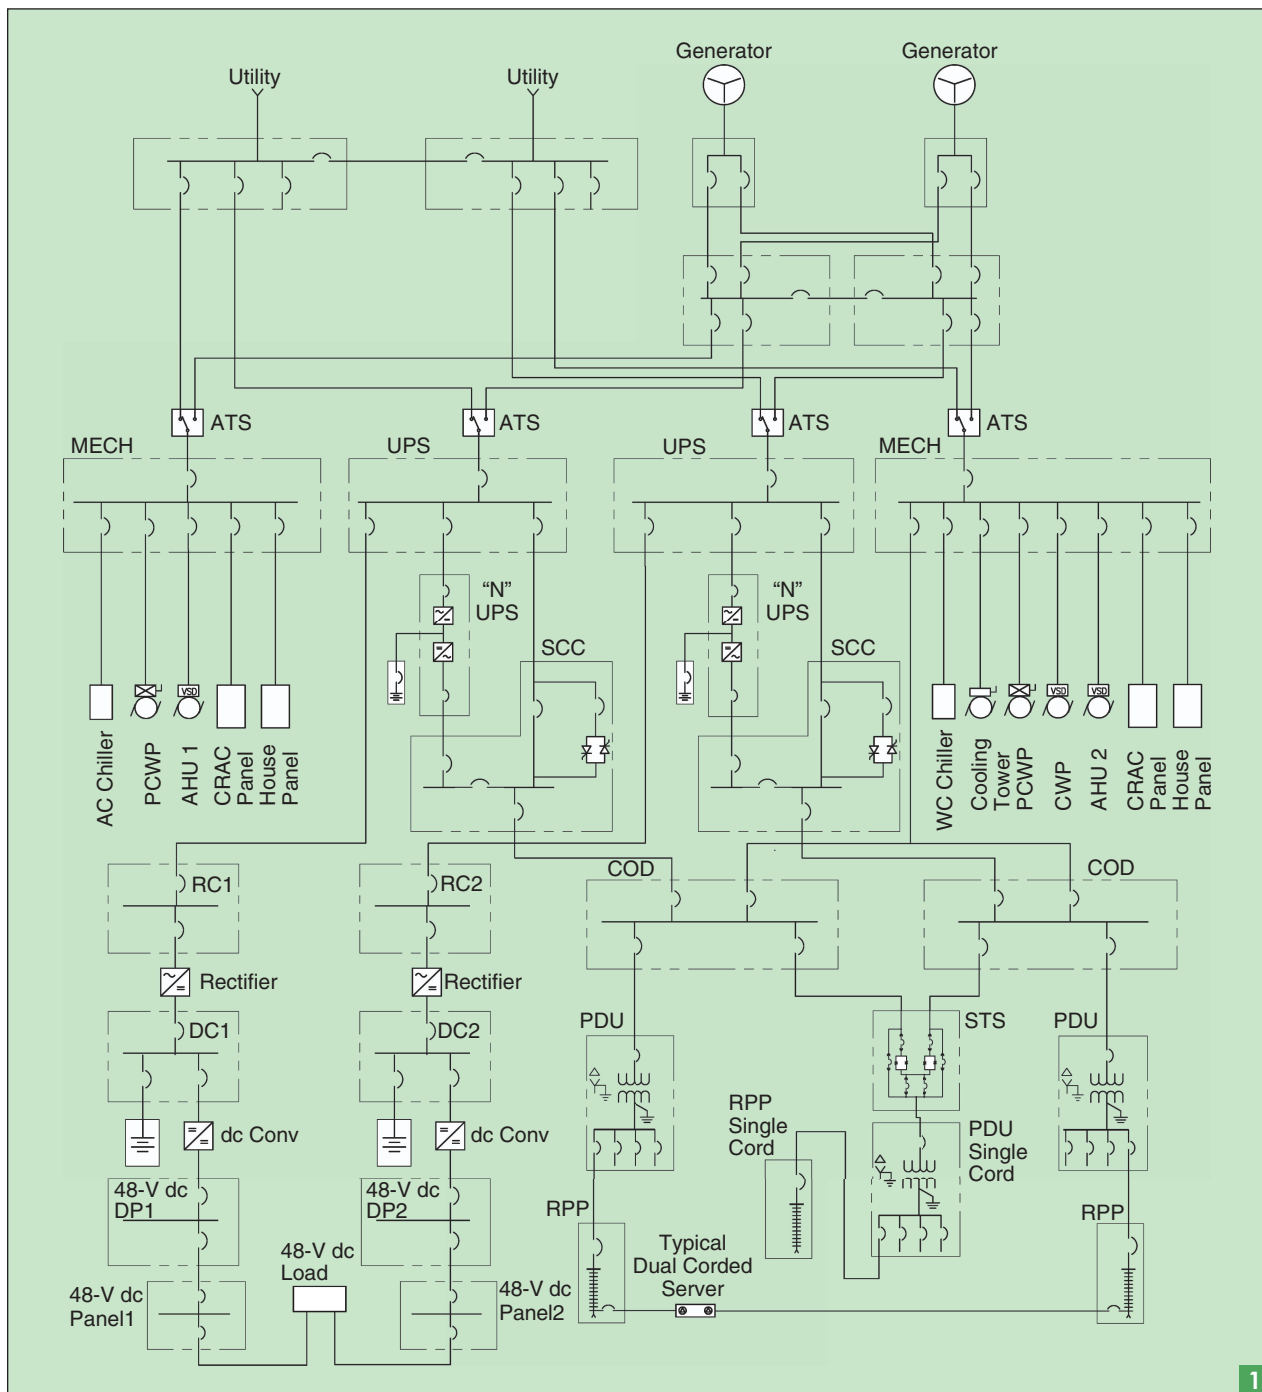 Generator
Generator
Utility
Utility
ATS
ATS
ATS
ATS
MECH
UPS
UPS
MECH
"N"
UPS
"N"
UPS
SCC
SCC
VSD
VSD
VSD
AC Chiller
PCWP
AHU 1
CRAC
Panel
House
Panel
WC Chiller
Cooling
Tower
PCWP
CWP
AHU 2
CRAC
Panel
House
Panel
RC1
RC2
COD
COD
Rectifier
Rectifier
DC1
DC2
PDU
STS
PDU
dc Conv
dc Conv
RPP
Single
Cord
PDU
Single
Cord
48-V dc
DP1
48-V dc
DP2
RPP
RPP
48-V dc
Load
Typical
Dual Corded
Server
48-V dc
Panel1
48-V dc
Panel2
1